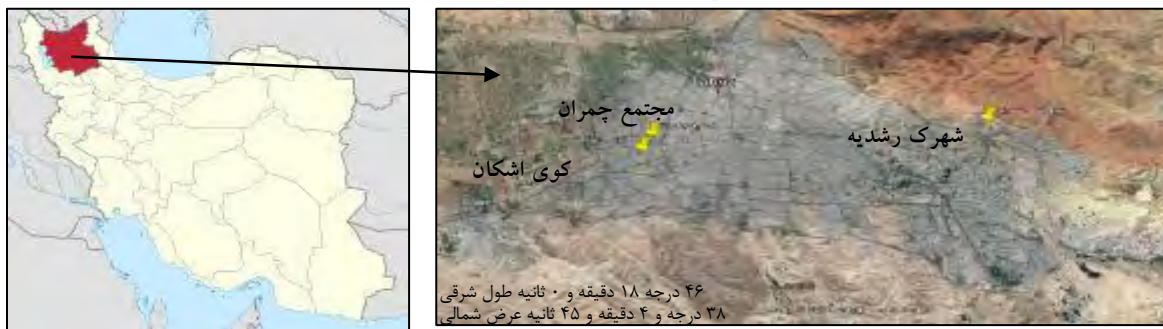 مجتمع چمران
شهرک رشدیه
کوی اشکان
۴۶ درجه ۱۸ دقیقه و ۰ ثانیه طول شرقی
۳۸ درجه و ۴ دقیقه و ۴۵ ثانیه عرض شمالی